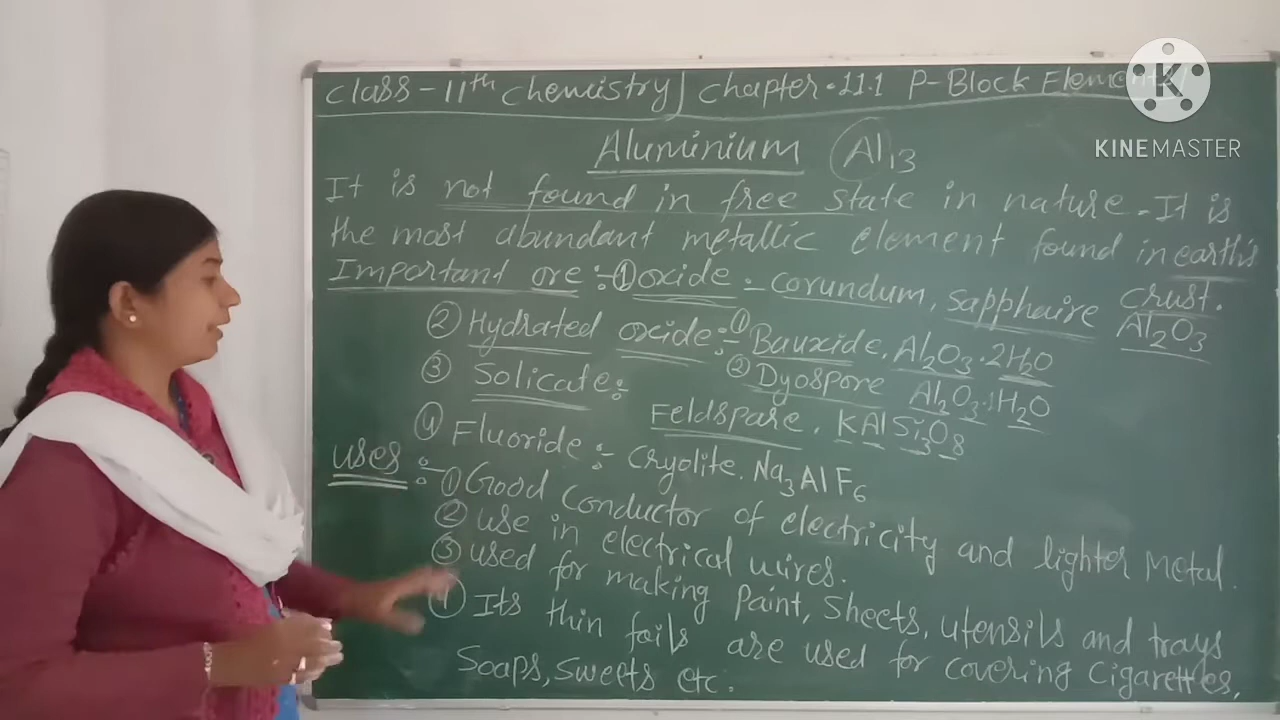 Class - 11th Chemistry] Chapter - 11.1 P-Block Elements
K
KINEMASTER
Aluminium Al13
It is not found in free state in nature. It is
the most abundant metallic element found in earth's
crust.
Important ore :- ① oxide :- corundum, sapphaire Al2O3
② Hydrated oxide :- ① Bauxide, Al2O3.2H2O
② Dyospore Al2O3.1H2O
③ Solicate :-
Feldspare, KAlSi3O8
④ Fluoride :- Cryolite. Na3AlF6
Uses :- ① Good Conductor of electricity and lighter metal.
② use in electrical wires.
③ used for making paint, sheets, utensils and trays
④ Its thin foils are used for covering Cigarettes,
Soaps, sweets etc.